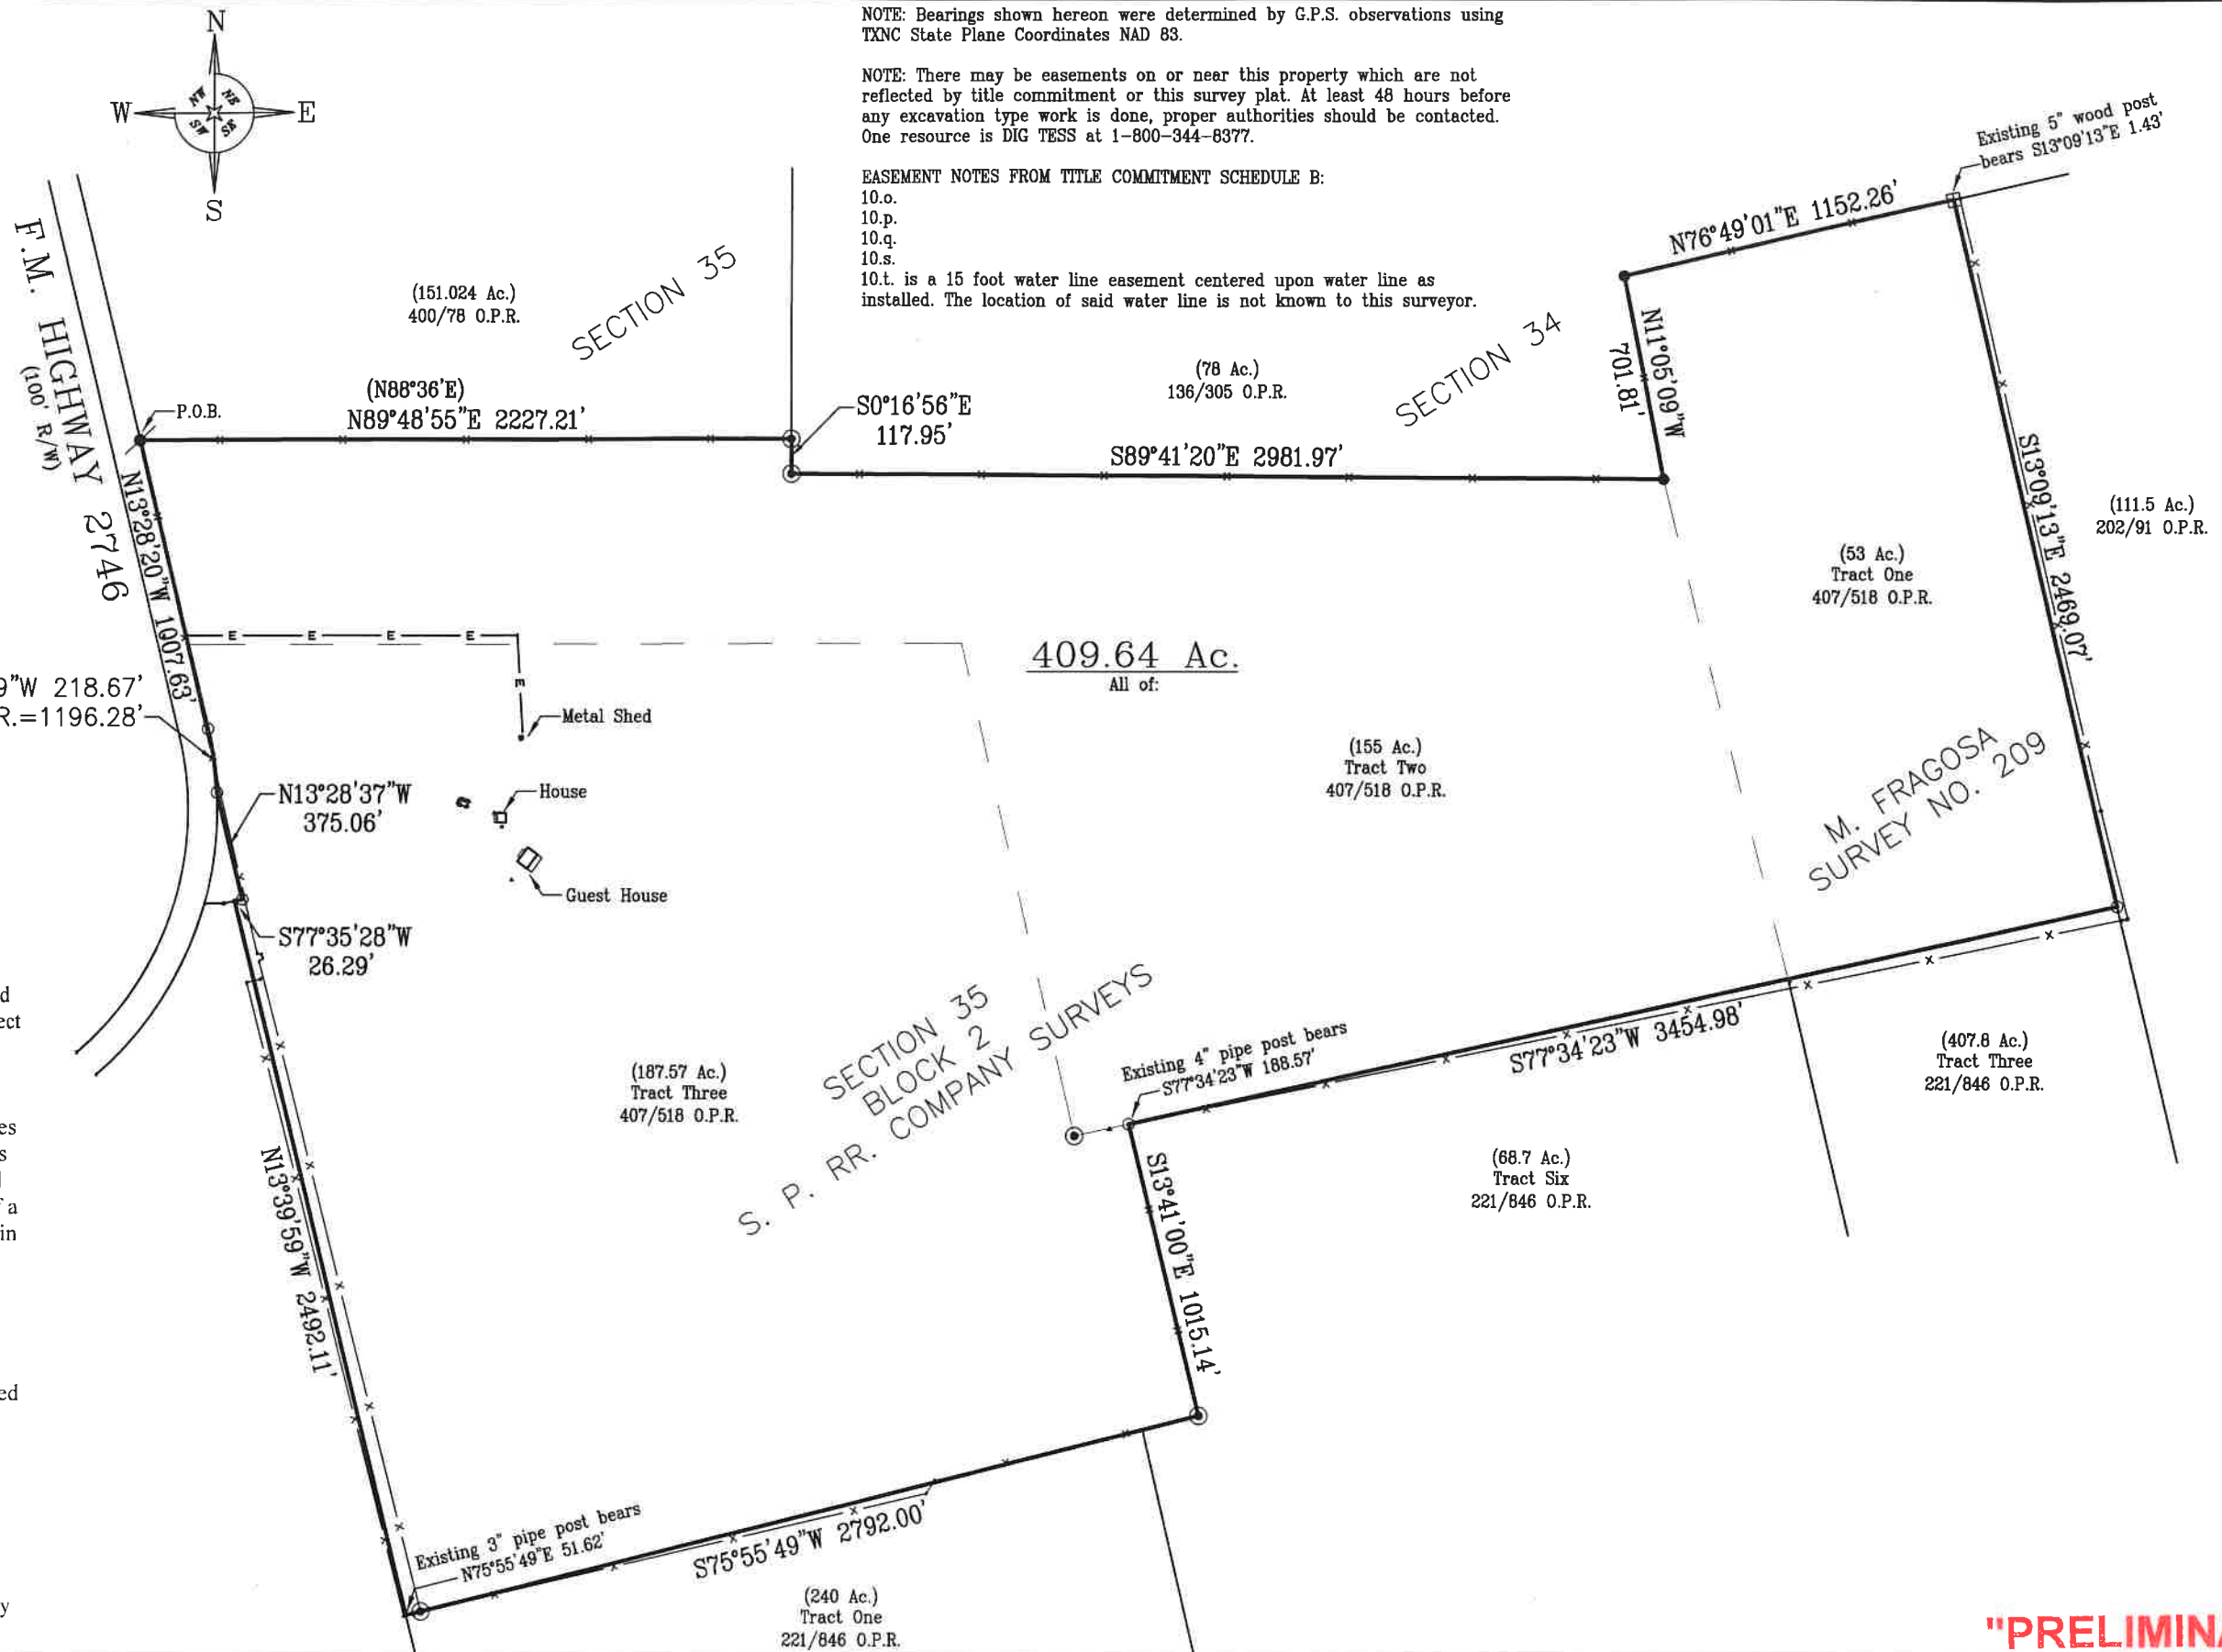 N
W
E
S
NW
NE
SW
SE
NOTE: Bearings shown hereon were determined by G.P.S. observations using
TXNC State Plane Coordinates NAD 83.
NOTE: There may be easements on or near this property which are not
reflected by title commitment or this survey plat. At least 48 hours before
any excavation type work is done, proper authorities should be contacted.
One resource is DIG TESS at 1-800-344-8377.
EASEMENT NOTES FROM TITLE COMMITMENT SCHEDULE B:
10.o.
10.p.
10.q.
10.s.
10.t. is a 15 foot water line easement centered upon water line as
installed. The location of said water line is not known to this surveyor.
Existing 5" wood post
bears S13°09'13"E 1.43'
N76°49'01"E 1152.26'
F.M. HIGHWAY 2746
(100' R/W)
(151.024 Ac.)
400/78 O.P.R.
SECTION 35
(78 Ac.)
136/305 O.P.R.
SECTION 34
N11°05'09"W
701.81'
P.O.B.
(N88°36'E)
N89°48'55"E 2227.21'
S0°16'56"E
117.95'
S89°41'20"E 2981.97'
S13°09'13"E 2469.07'
(111.5 Ac.)
202/91 O.P.R.
N13°28'20"W 1007.63'
(53 Ac.)
Tract One
407/518 O.P.R.
E E E E
E
409.64 Ac.
All of:
9"W 218.67'
R.=1196.28'
Metal Shed
House
Guest House
N13°28'37"W
375.06'
S77°35'28"W
26.29'
(155 Ac.)
Tract Two
407/518 O.P.R.
M. FRAGOSA
SURVEY NO. 209
SECTION 35
BLOCK 2
S. P. RR. COMPANY SURVEYS
(187.57 Ac.)
Tract Three
407/518 O.P.R.
Existing 4" pipe post bears
S77°34'23"W 188.57'
S77°34'23"W 3454.98'
(407.8 Ac.)
Tract Three
221/846 O.P.R.
(68.7 Ac.)
Tract Six
221/846 O.P.R.
S13°41'00"E 1015.14'
N13°39'59"W 2492.11'
d
ect
es
s
a
in
ed
y
Existing 3" pipe post bears
N75°55'49"E 51.62'
S75°55'49"W 2792.00'
(240 Ac.)
Tract One
221/846 O.P.R.
"PRELIMIN